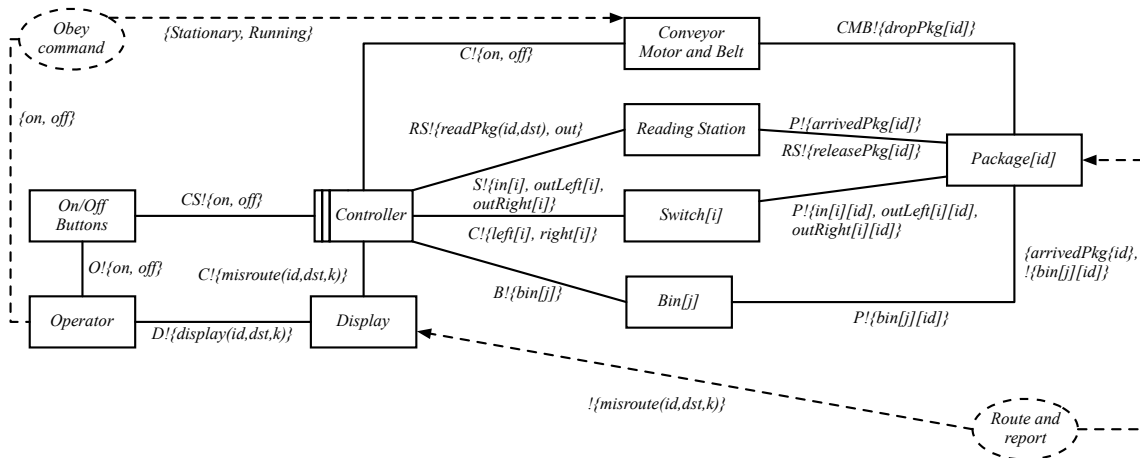 Obey
command
{Stationary, Running}
Conveyor
Motor and Belt
CMB!{dropPkg[id]}
C!{on, off}
{on, off}
RS!{readPkg(id,dst), out}
Reading Station
P!{arrivedPkg[id]}
RS!{releasePkg[id]}
Package[id]
On/Off
Buttons
CS!{on, off}
Controller
S!{in[i], outLeft[i],
outRight[i]}
C!{left[i], right[i]}
Switch[i]
P!{in[i][id], outLeft[i][id],
outRight[i][id]}
O!{on, off}
C!{misroute(id,dst,k)}
B!{bin[j]}
Bin[j]
{arrivedPkg{id},
!{bin[j][id]}
Operator
D!{display(id,dst,k)}
Display
P!{bin[j][id]}
!{misroute(id,dst,k)}
Route and
report